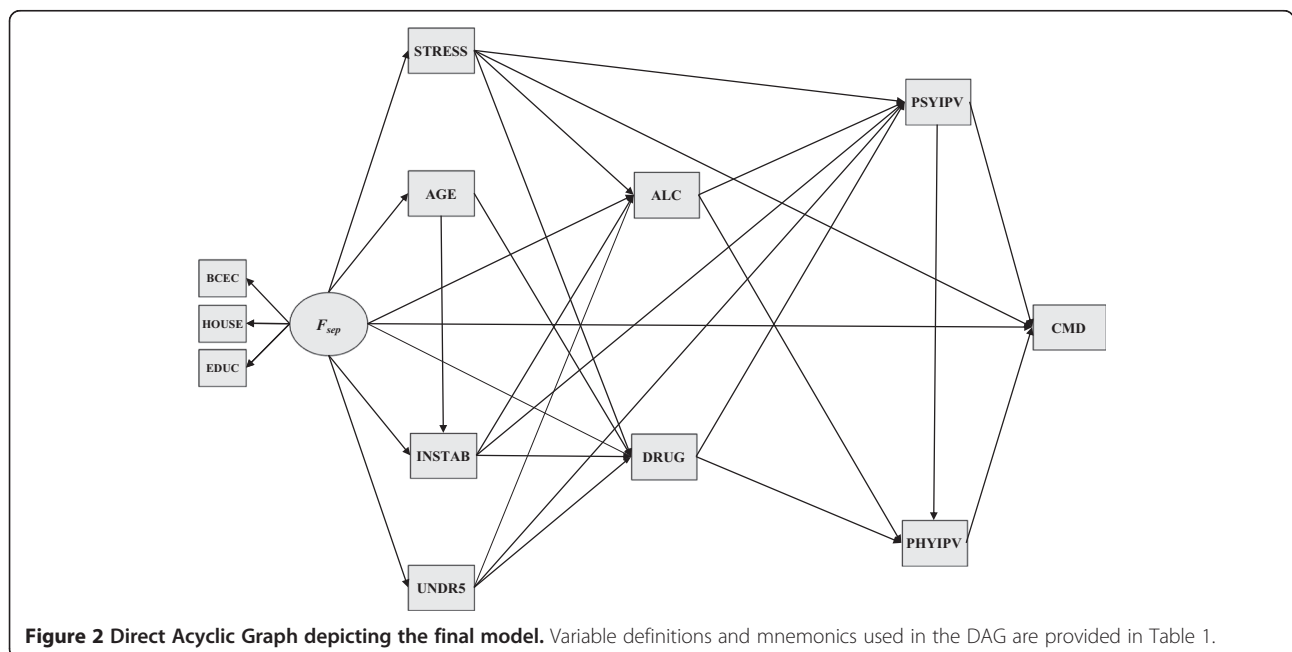 STRESS
PSYIPV
AGE
ALC
BCEC
HOUSE
EDUC
Fsep
CMD
INSTAB
DRUG
PHYIPV
UNDR5
Figure 2 Direct Acyclic Graph depicting the final model. Variable definitions and mnemonics used in the DAG are provided in Table 1.